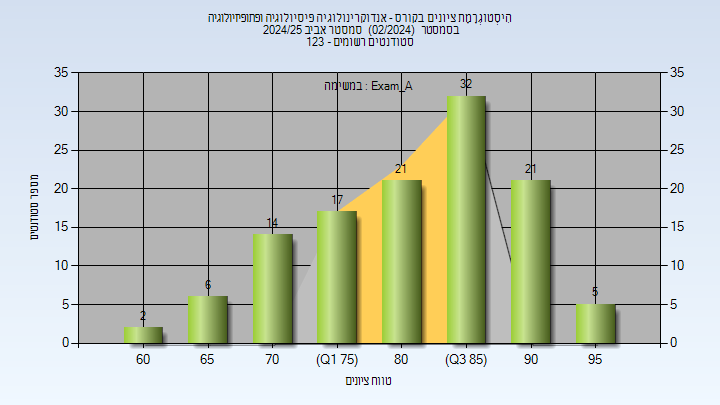 היסטוגרמת ציונים בקורס - אנדוקרינולוגיה פיסיולוגיה ופתופיזיולוגיה
בסמסטר (02/2024) סמסטר אביב 2024/25
סטודנטים רשומים - 123
במשימה : Exam_A
מספר סטודנטים
35 35
30 30
25 25
20 20
15 15
10 10
5 5
0 0
2 6 14 17 21 32 21 5
60 65 70 (Q1 75) 80 (Q3 85) 90 95
טווח ציונים